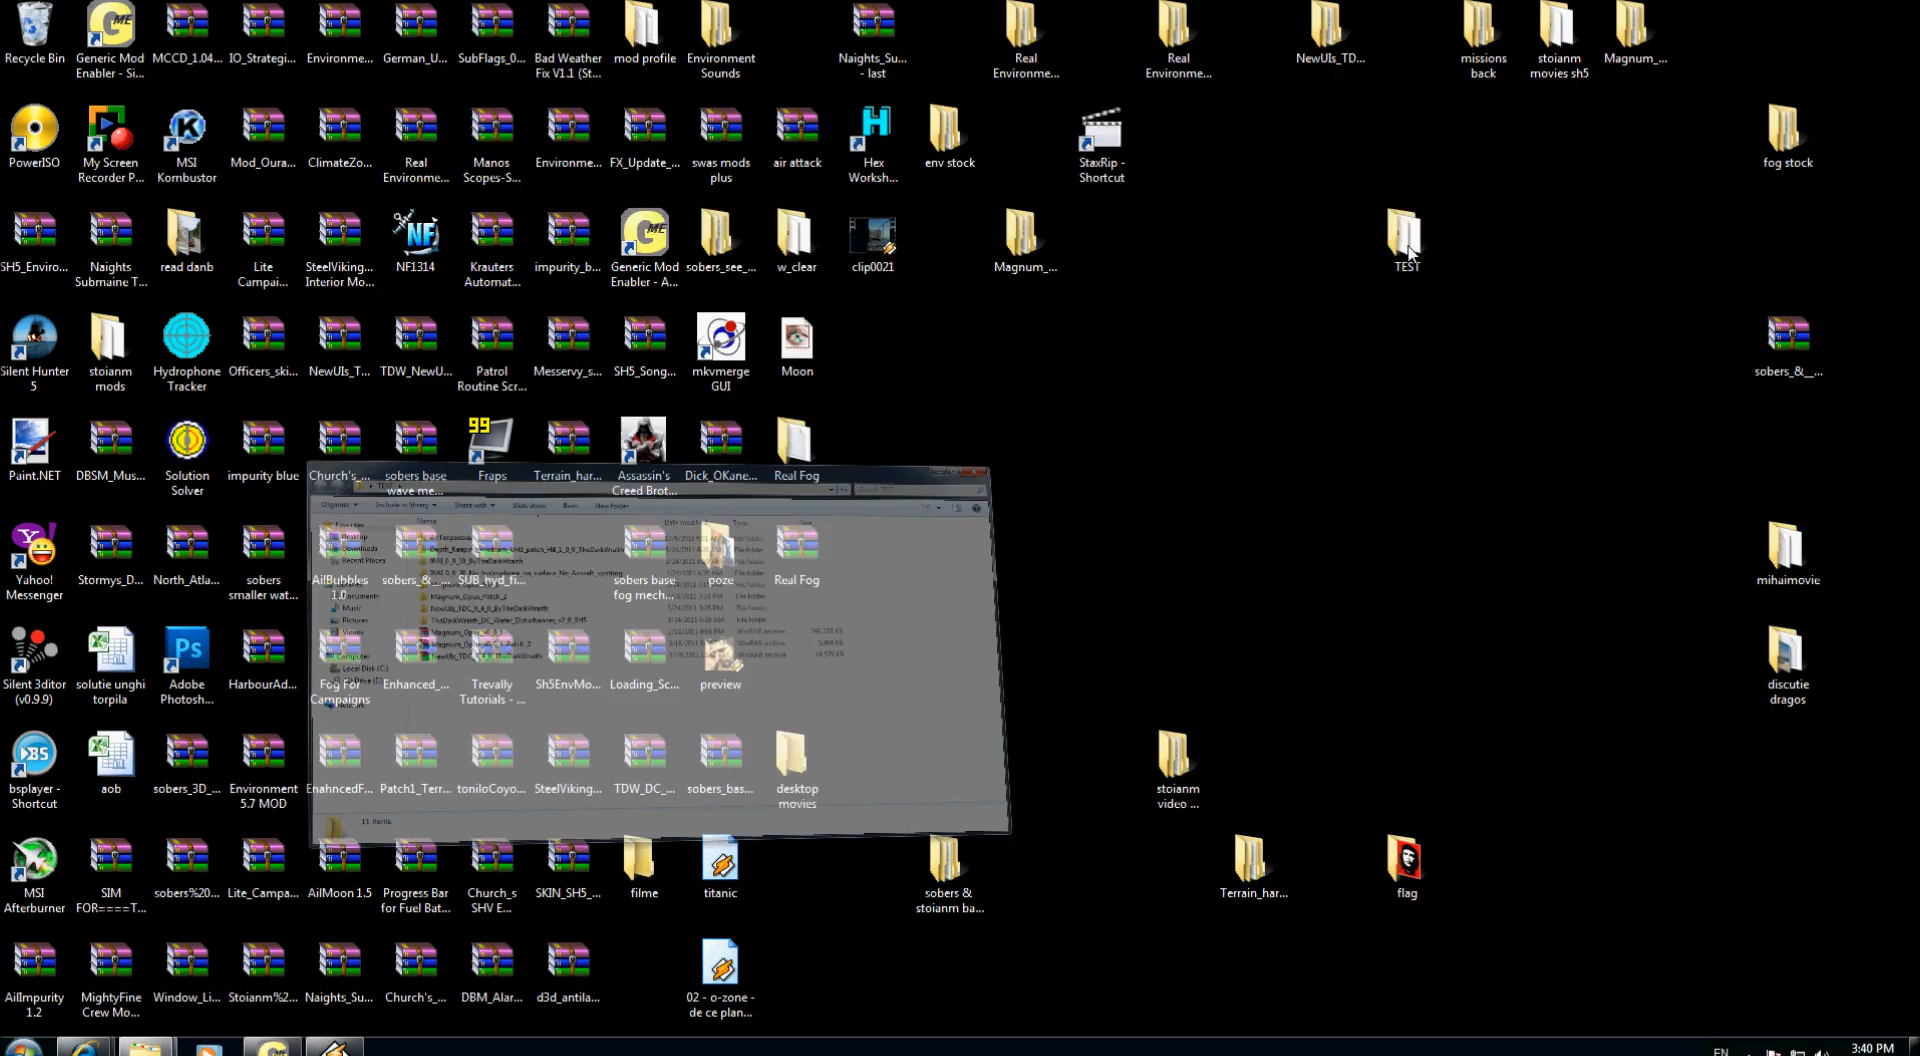 Recycle Bin
Generic Mod
Enabler - Si...
MCCD_1.04...
IO_Strategi...
Environme...
German_U...
SubFlags_0...
Bad Weather
Fix V1.1 (St...
mod profile
Environment
Sounds
Naights_Su...
- last
Real
Environme...
Real
Environme...
NewUIs_TD...
missions
back
stoianm
movies sh5
Magnum_...
PowerISO
My Screen
Recorder P...
MSI
Kombustor
Mod_Oura...
ClimateZo...
Real
Environme...
Manos
Scopes-S...
Environme...
FX_Update_...
swas mods
plus
air attack
Hex
Worksh...
env stock
StaxRip -
Shortcut
fog stock
SH5_Enviro...
Naights
Submaine T...
read danb
Lite
Campai...
SteelViking...
Interior Mo...
NF1314
Krauters
Automat...
impurity_b...
Generic Mod
Enabler - A...
sobers_see_...
w_clear
clip0021
Magnum_...
TEST
Silent Hunter
5
stoianm
mods
Hydrophone
Tracker
Officers_ski...
NewUIs_T...
TDW_NewU...
Patrol
Routine Scr...
Messervy_s...
SH5_Song...
mkvmerge
GUI
Moon
sobers_&__...
Paint.NET
DBSM_Mus...
Solution
Solver
impurity blue
Church's_...
sobers base
wave me...
99
Fraps
Terrain_har...
Assassin's
Creed Brot...
Dick_OKane...
Real Fog
Yahoo!
Messenger
Stormys_D...
North_Atla...
sobers
smaller wat...
AilBubbles
1.0
sobers_&_...
SUB_hyd_fi...
sobers base
fog mech...
poze
Real Fog
mihaimovie
Silent 3ditor
(v0.9.9)
solutie unghi
torpila
Adobe
Photosh...
HarbourAd...
Fog For
Campaigns
Enhanced_...
Trevally
Tutorials - ...
Sh5EnvMo...
Loading_Sc...
preview
discutie
dragos
bsplayer -
Shortcut
aob
sobers_3D_...
Environment
5.7 MOD
EnahncedF...
Patch1_Terr...
toniloCoyo...
SteelViking...
TDW_DC_...
sobers_bas...
desktop
movies
stoianm
video ...
11 items
MSI
Afterburner
SIM
FOR====T...
sobers%20...
Lite_Campa...
AilMoon 1.5
Progress Bar
for Fuel Bat...
Church_s
SHV E...
SKIN_SH5_...
filme
titanic
sobers &
stoianm ba...
Terrain_har...
flag
AilImpurity
1.2
MightyFine
Crew Mo...
Window_Li...
Stoianm%2...
Naights_Su...
Church's_...
DBM_Alar...
d3d_antila...
02 - o-zone -
de ce plan...
EN
3:40 PM